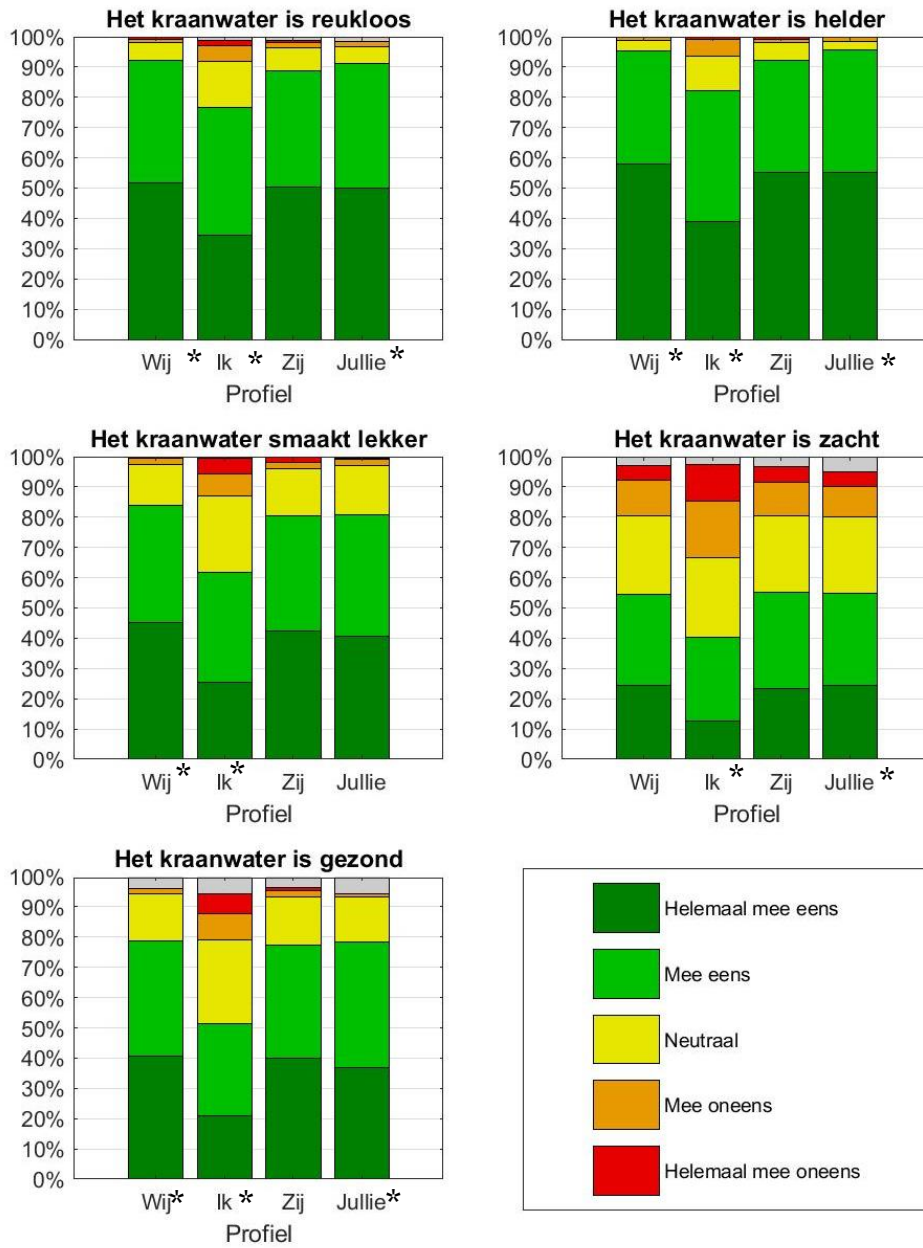 Het kraanwater is reukloos
100%
90%
80%
70%
60%
50%
40%
30%
20%
10%
0%
Wij * Ik * Zij Jullie *
Profiel
Het kraanwater is helder
100%
90%
80%
70%
60%
50%
40%
30%
20%
10%
0%
Wij * Ik * Zij Jullie *
Profiel
Het kraanwater smaakt lekker
100%
90%
80%
70%
60%
50%
40%
30%
20%
10%
0%
Wij * Ik * Zij Jullie
Profiel
Het kraanwater is zacht
100%
90%
80%
70%
60%
50%
40%
30%
20%
10%
0%
Wij Ik * Zij Jullie *
Profiel
Het kraanwater is gezond
100%
90%
80%
70%
60%
50%
40%
30%
20%
10%
0%
Wij * Ik * Zij Jullie *
Profiel
Helemaal mee eens
Mee eens
Neutraal
Mee oneens
Helemaal mee oneens